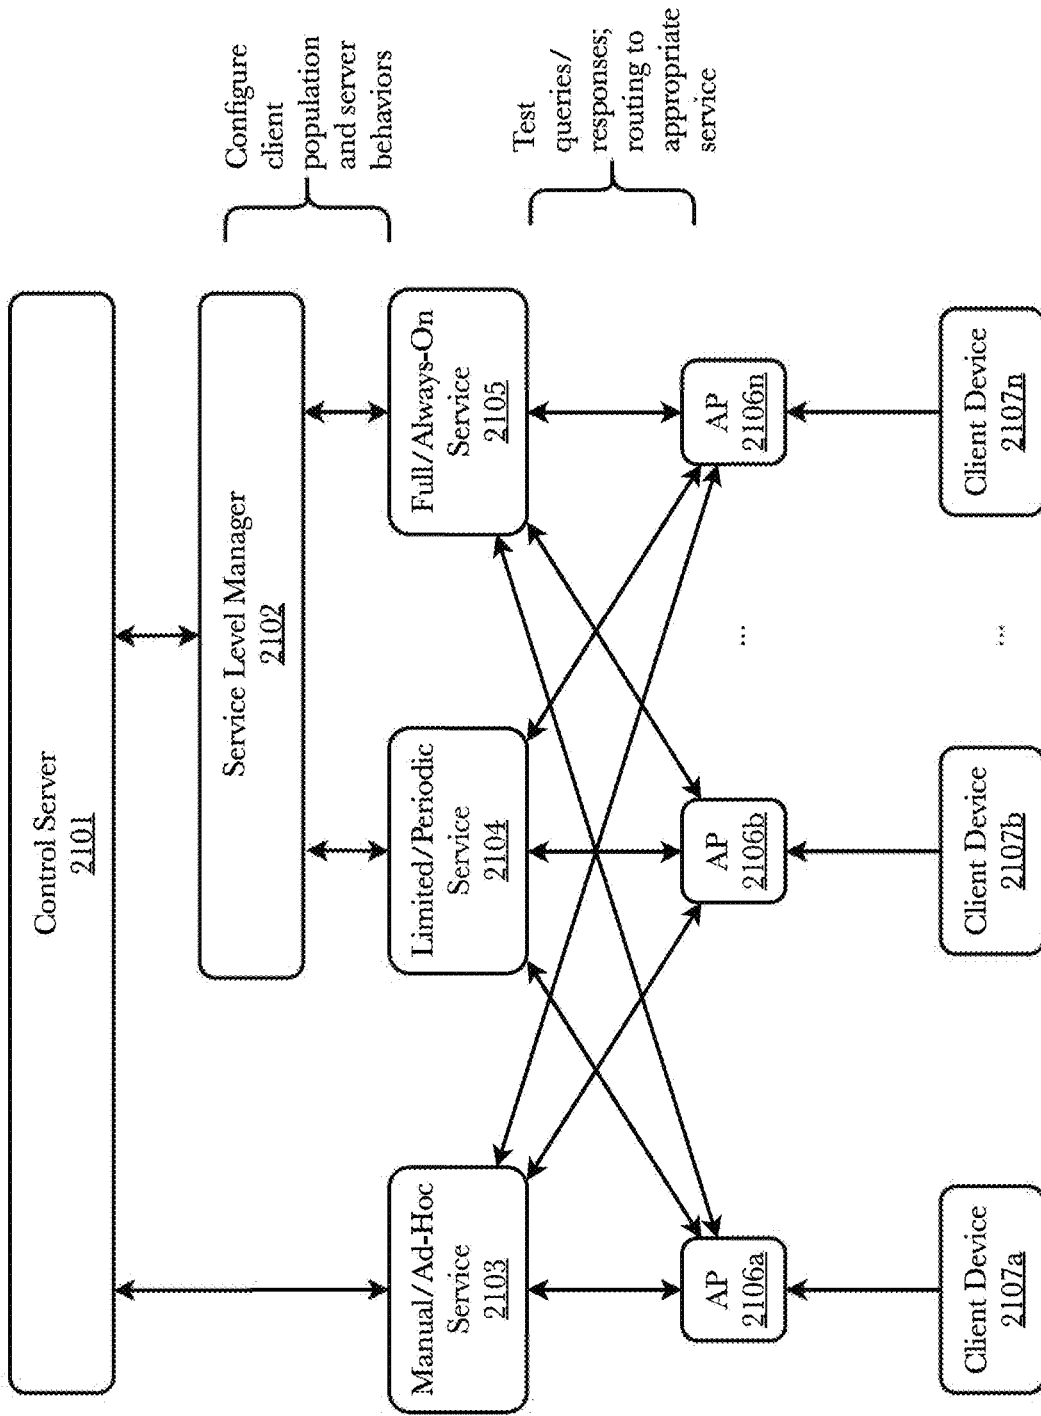 Control Server
2101
Service Level Manager
2102
Configure
client
population
and server
behaviors
Manual/Ad-Hoc
Service
2103
Limited/Periodic
Service
2104
Full/Always-On
Service
2105
Test
queries/
responses;
routing to
appropriate
service
AP
2106a
AP
2106b
...
AP
2106n
Client Device
2107a
Client Device
2107b
...
Client Device
2107n